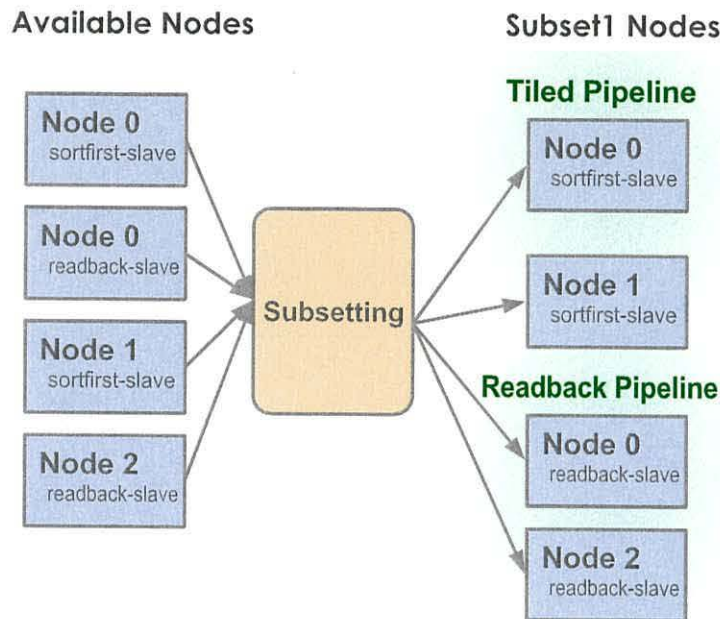 Available Nodes
Node 0
sortfirst-slave
Node 0
readback-slave
Node 1
sortfirst-slave
Node 2
readback-slave
Subsetting
Subset1 Nodes
Tiled Pipeline
Node 0
sortfirst-slave
Node 1
sortfirst-slave
Readback Pipeline
Node 0
readback-slave
Node 2
readback-slave